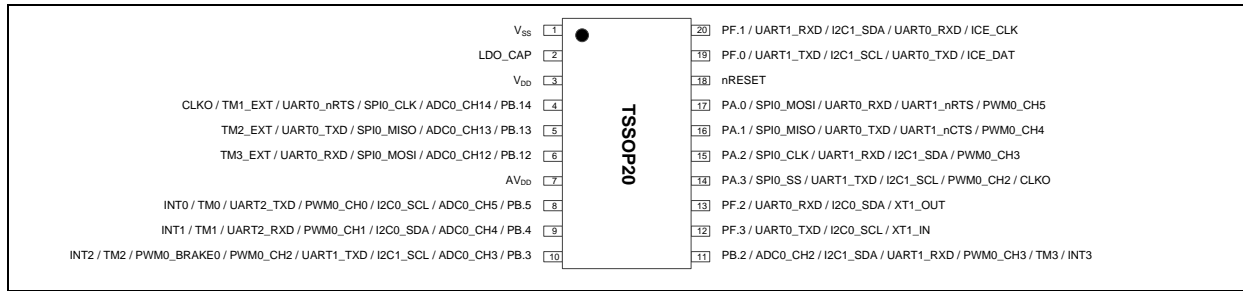 VSS 1
LDO_CAP 2
VDD 3
CLKO / TM1_EXT / UART0_nRTS / SPI0_CLK / ADC0_CH14 / PB.14 4
TM2_EXT / UART0_TXD / SPI0_MISO / ADC0_CH13 / PB.13 5
TM3_EXT / UART0_RXD / SPI0_MOSI / ADC0_CH12 / PB.12 6
AVDD 7
INT0 / TM0 / UART2_TXD / PWM0_CH0 / I2C0_SCL / ADC0_CH5 / PB.5 8
INT1 / TM1 / UART2_RXD / PWM0_CH1 / I2C0_SDA / ADC0_CH4 / PB.4 9
INT2 / TM2 / PWM0_BRAKE0 / PWM0_CH2 / UART1_TXD / I2C1_SCL / ADC0_CH3 / PB.3 10
TSSOP20
20 PF.1 / UART1_RXD / I2C1_SDA / UART0_RXD / ICE_CLK
19 PF.0 / UART1_TXD / I2C1_SCL / UART0_TXD / ICE_DAT
18 nRESET
17 PA.0 / SPI0_MOSI / UART0_RXD / UART1_nRTS / PWM0_CH5
16 PA.1 / SPI0_MISO / UART0_TXD / UART1_nCTS / PWM0_CH4
15 PA.2 / SPI0_CLK / UART1_RXD / I2C1_SDA / PWM0_CH3
14 PA.3 / SPI0_SS / UART1_TXD / I2C1_SCL / PWM0_CH2 / CLKO
13 PF.2 / UART0_RXD / I2C0_SDA / XT1_OUT
12 PF.3 / UART0_TXD / I2C0_SCL / XT1_IN
11 PB.2 / ADC0_CH2 / I2C1_SDA / UART1_RXD / PWM0_CH3 / TM3 / INT3